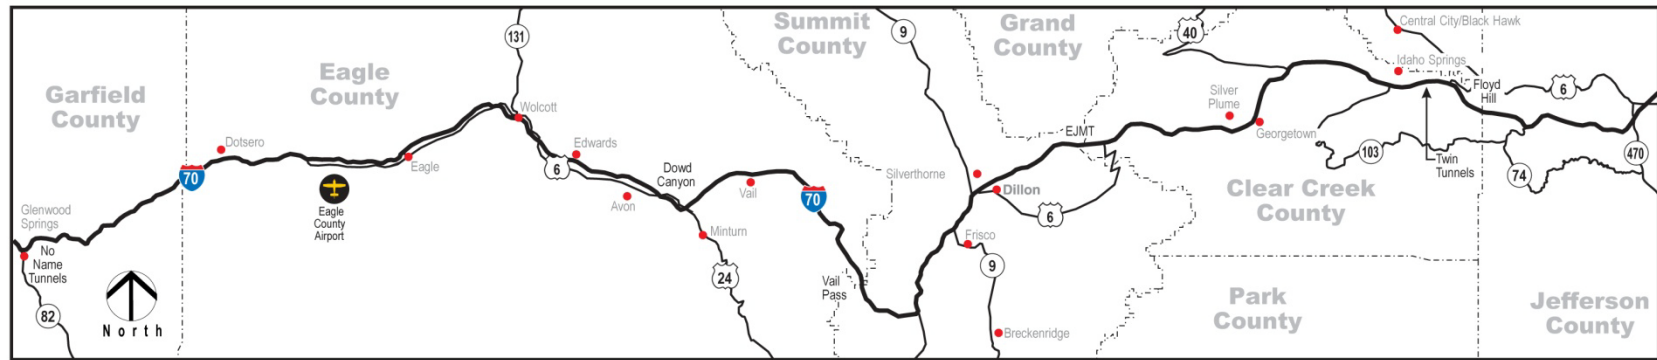 Garfield
County
Eagle
County
Summit
County
Grand
County
Clear Creek
County
Park
County
Jefferson
County
Glenwood
Springs
No
Name
Tunnels
82
North
70
Dotsero
Eagle
County
Airport
Eagle
131
Wolcott
6
Edwards
Avon
Dowd
Canyon
Minturn
24
Vail
70
Vail
Pass
9
Silverthorne
Dillon
6
Frisco
9
Breckenridge
EJMT
40
Silver
Plume
Georgetown
Central City/Black Hawk
Idaho Springs
Floyd
Hill
6
103
Twin
Tunnels
74
470